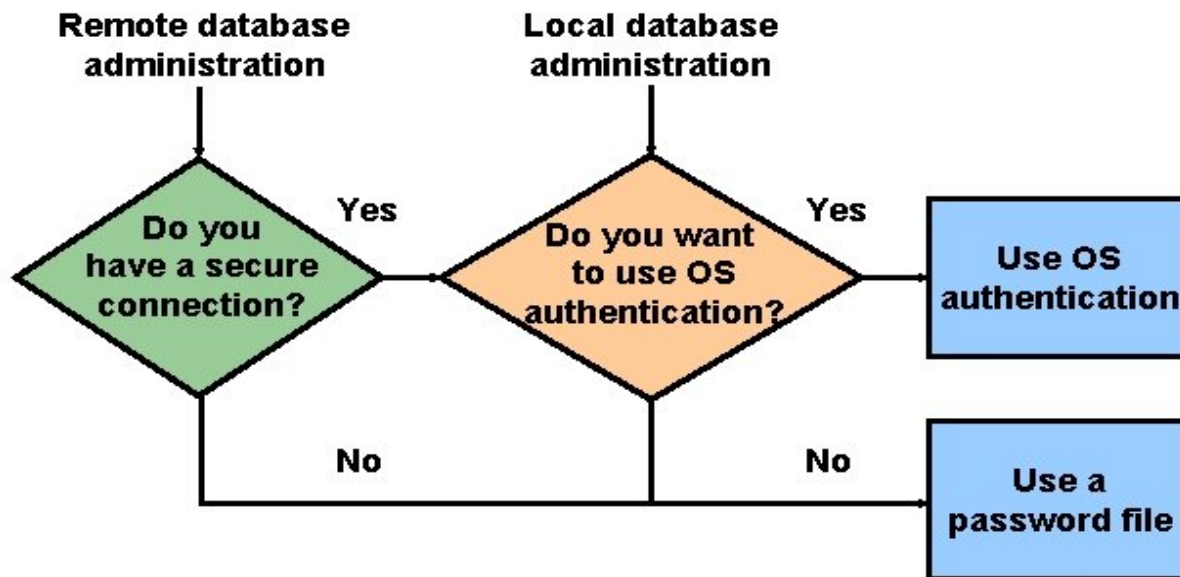 Remote database
administration
Local database
administration
Do you
have a secure
connection?
Yes
Do you want
to use OS
authentication?
Yes
Use OS
authentication
No
No
Use a
password file